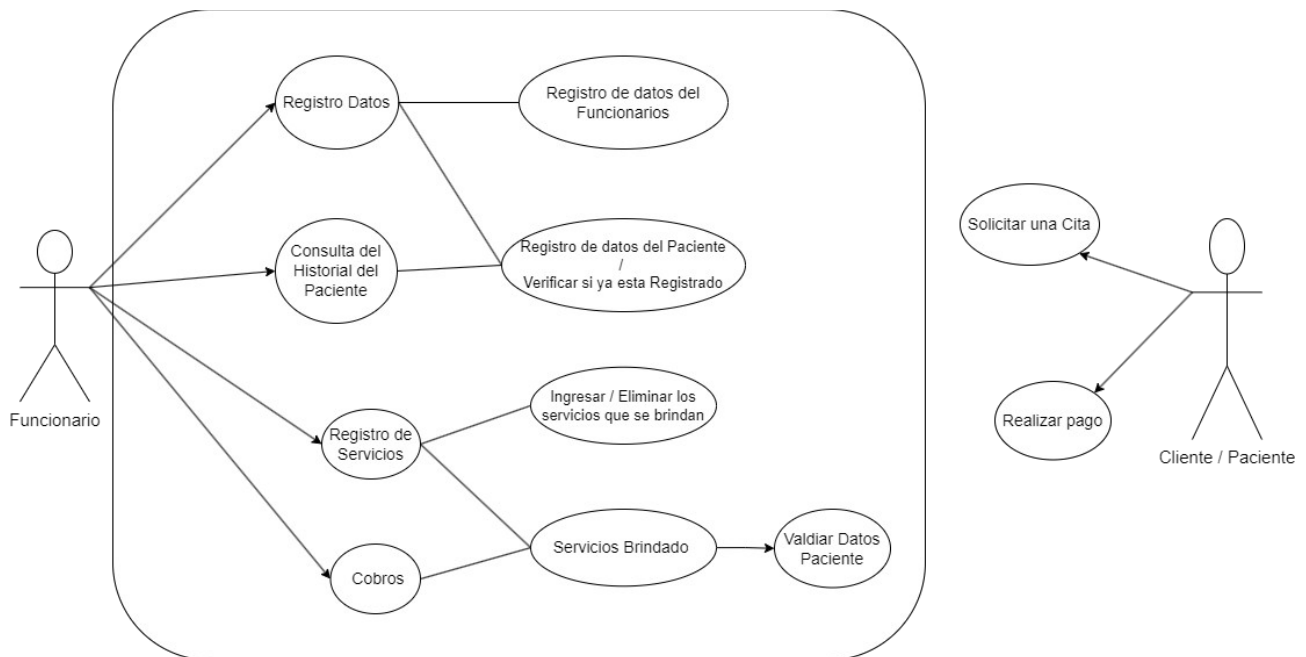 Registro Datos
Registro de datos del
Funcionarios
Solicitar una Cita
Consulta del
Historial del
Paciente
Registro de datos del Paciente
/
Verificar si ya esta Registrado
Funcionario
Ingresar / Eliminar los
servicios que se brindan
Realizar pago
Registro de
Servicios
Cliente / Paciente
Servicios Brindado
Valdiar Datos
Paciente
Cobros